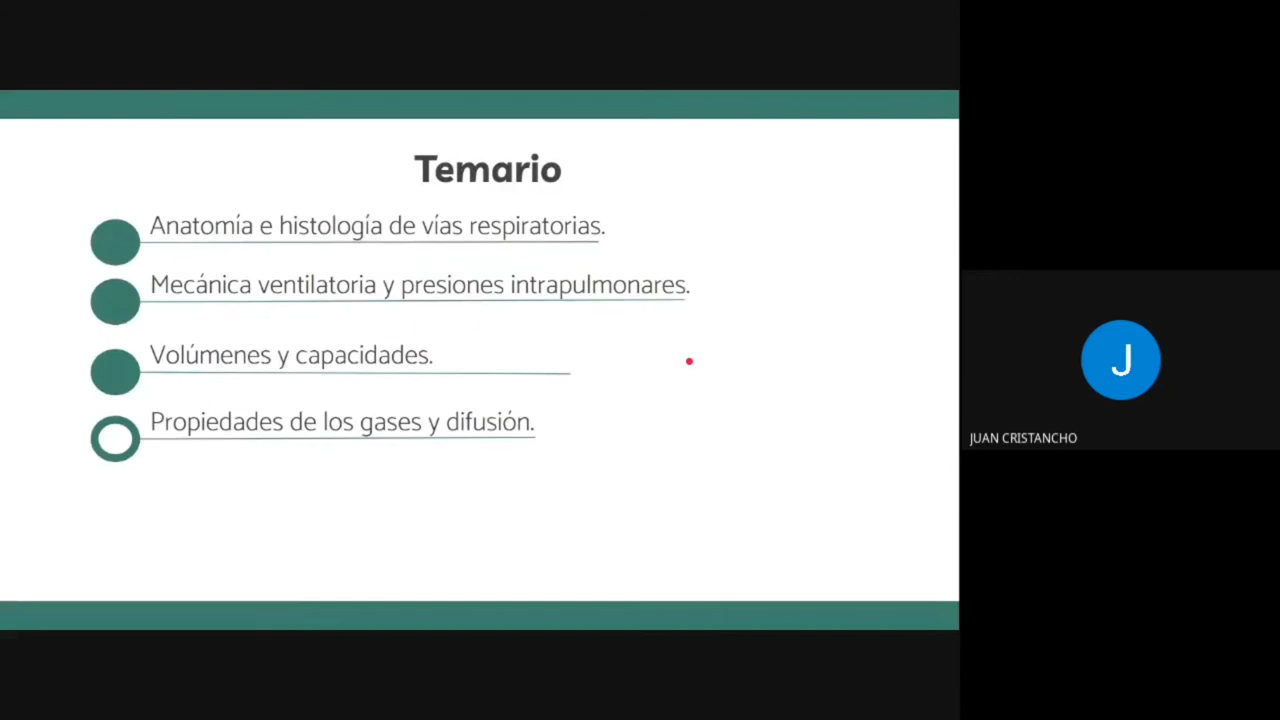 Temario
Anatomía e histología de vías respiratorias.
Mecánica ventilatoria y presiones intrapulmonares.
Volúmenes y capacidades.
Propiedades de los gases y difusión.
J
JUAN CRISTANCHO